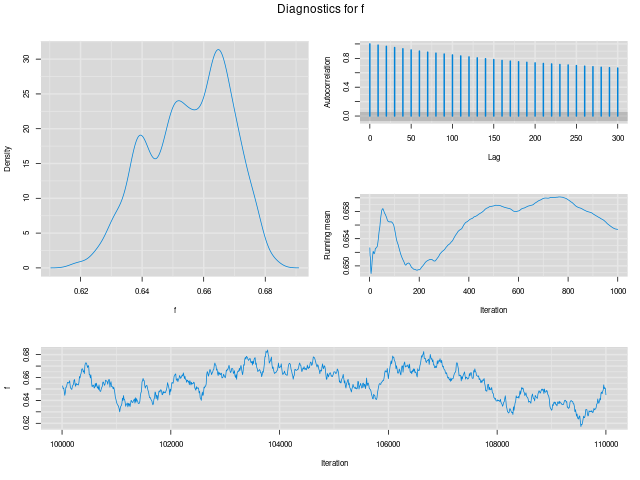 Diagnostics for f
Density
30
25
20
15
10
5
0
0.62 0.64 0.66 0.68
f
Autocorrelation
0.8
0.4
0.0
0 50 100 150 200 250 300
Lag
Running mean
0.658
0.654
0.650
0 200 400 600 800 1000
Iteration
f
0.68
0.66
0.64
0.62
100000 102000 104000 106000 108000 110000
Iteration